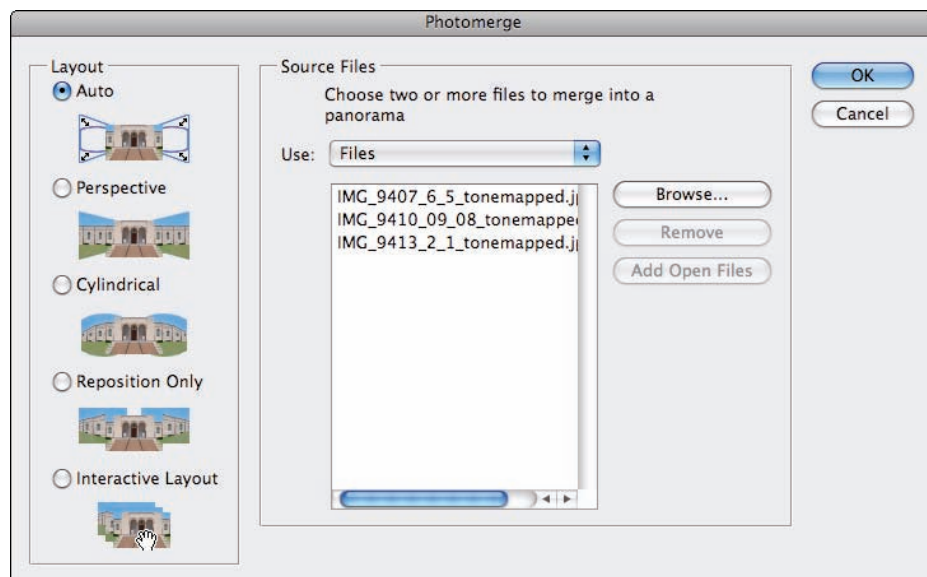 Photomerge
Layout
Auto
Perspective
Cylindrical
Reposition Only
Interactive Layout
Source Files
Choose two or more files to merge into a
panorama
Use: Files
IMG_9407_6_5_tonemapped.j
IMG_9410_09_08_tonemappe
IMG_9413_2_1_tonemapped.j
Browse...
Remove
Add Open Files
OK
Cancel